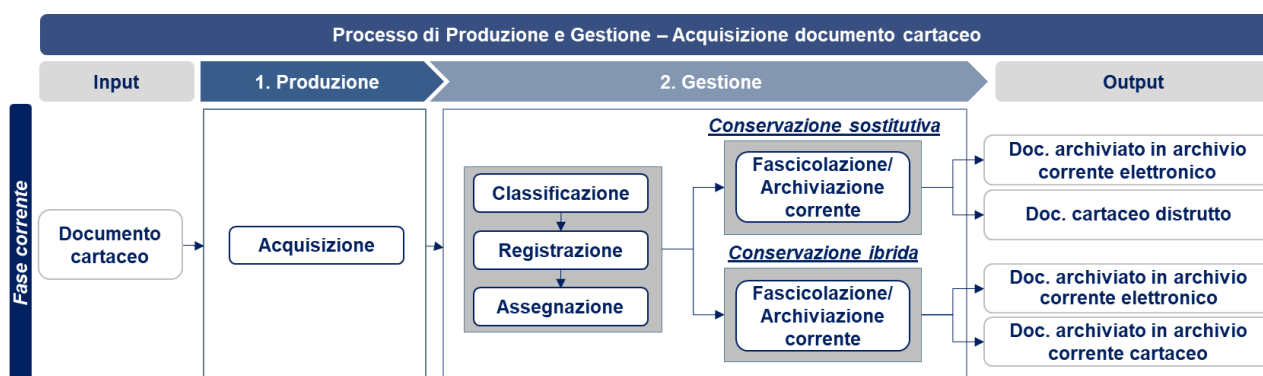 Processo di Produzione e Gestione – Acquisizione documento cartaceo
Input
1. Produzione
2. Gestione
Output
Fase corrente
Documento
cartaceo
Acquisizione
Classificazione
Registrazione
Assegnazione
Conservazione sostitutiva
Fascicolazione/
Archiviazione
corrente
Conservazione ibrida
Fascicolazione/
Archiviazione
corrente
Doc. archiviato in archivio
corrente elettronico
Doc. cartaceo distrutto
Doc. archiviato in archivio
corrente elettronico
Doc. archiviato in archivio
corrente cartaceo